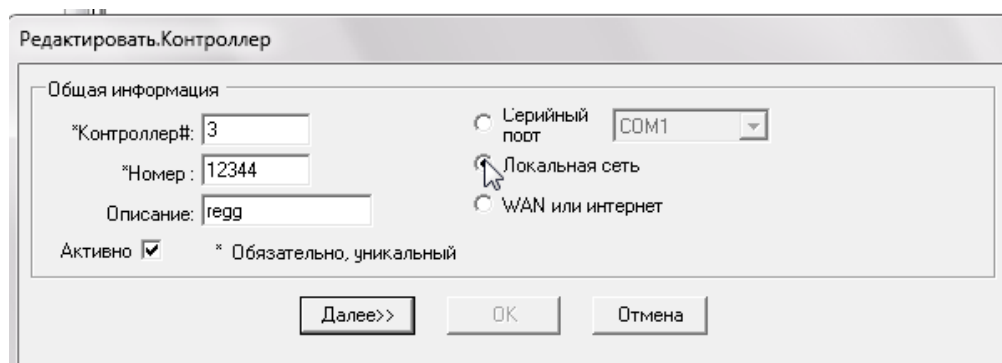 Редактировать.Контроллер
Общая информация
*Контроллер#: 3
*Номер : 12344
Описание: regg
Активно * Обязательно, уникальный
Серийный порт COM1
Локальная сеть
WAN или интернет
Далее>> OK Отмена